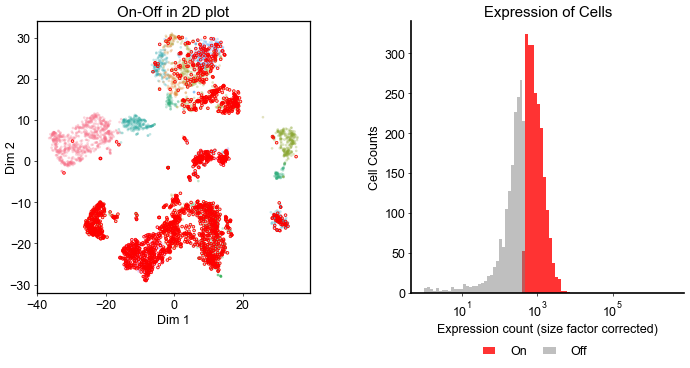 On-Off in 2D plot
30
20
10
0
−10
−20
−30
−40
−20
0
20
Dim 2
Dim 1
Expression of Cells
300
250
200
150
100
50
0
10^1
10^3
10^5
Cell Counts
Expression count (size factor corrected)
On
Off